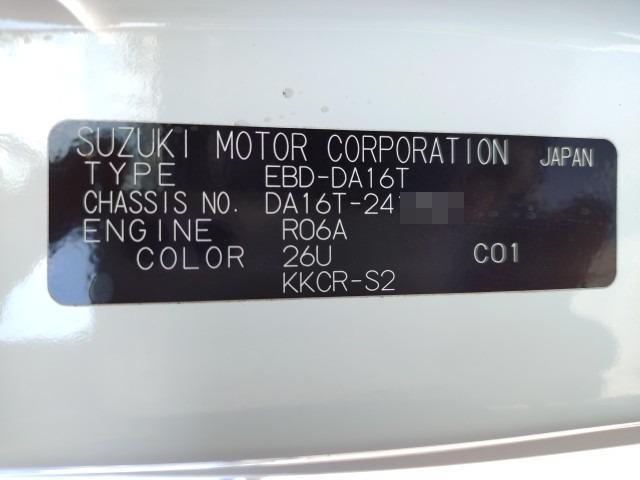 SUZUKI MOTOR CORPORATION JAPAN
TYPE EBD-DA16T
CHASSIS NO. DA16T-24
ENGINE R06A
COLOR 26U C01
KKCR-S2